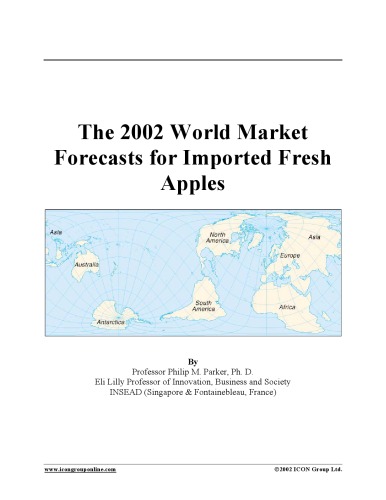 The 2002 World Market
Forecasts for Imported Fresh
Apples
Asia
North
America
Asia
Europe
Australia
South
America
Africa
Antarctica
By
Professor Philip M. Parker, Ph. D.
Eli Lilly Professor of Innovation, Business and Society
INSEAD (Singapore & Fontainebleau, France)
www.icongrouponline.com
©2002 ICON Group Ltd.